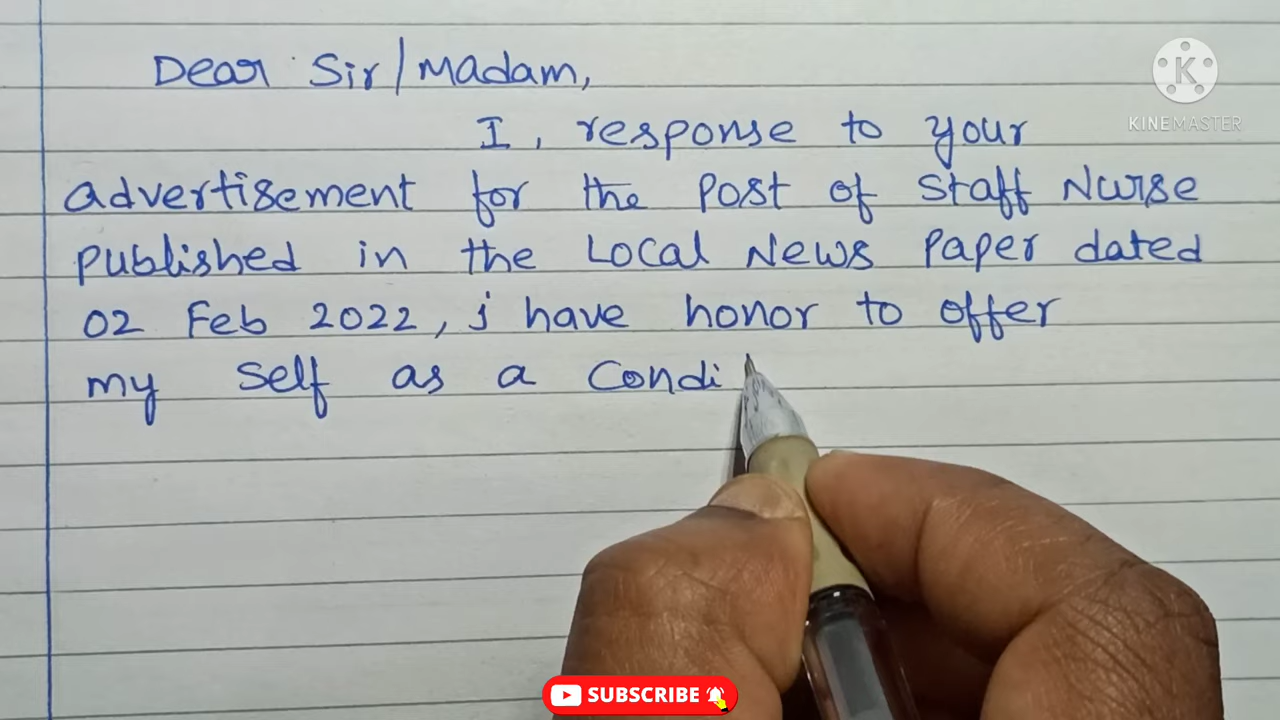 Dear Sir/Madam,
I, response to your
advertisement for the post of Staff Nurse
published in the Local News Paper dated
02 Feb 2022, i have honor to offer
my self as a Condi
KINEMASTER
SUBSCRIBE